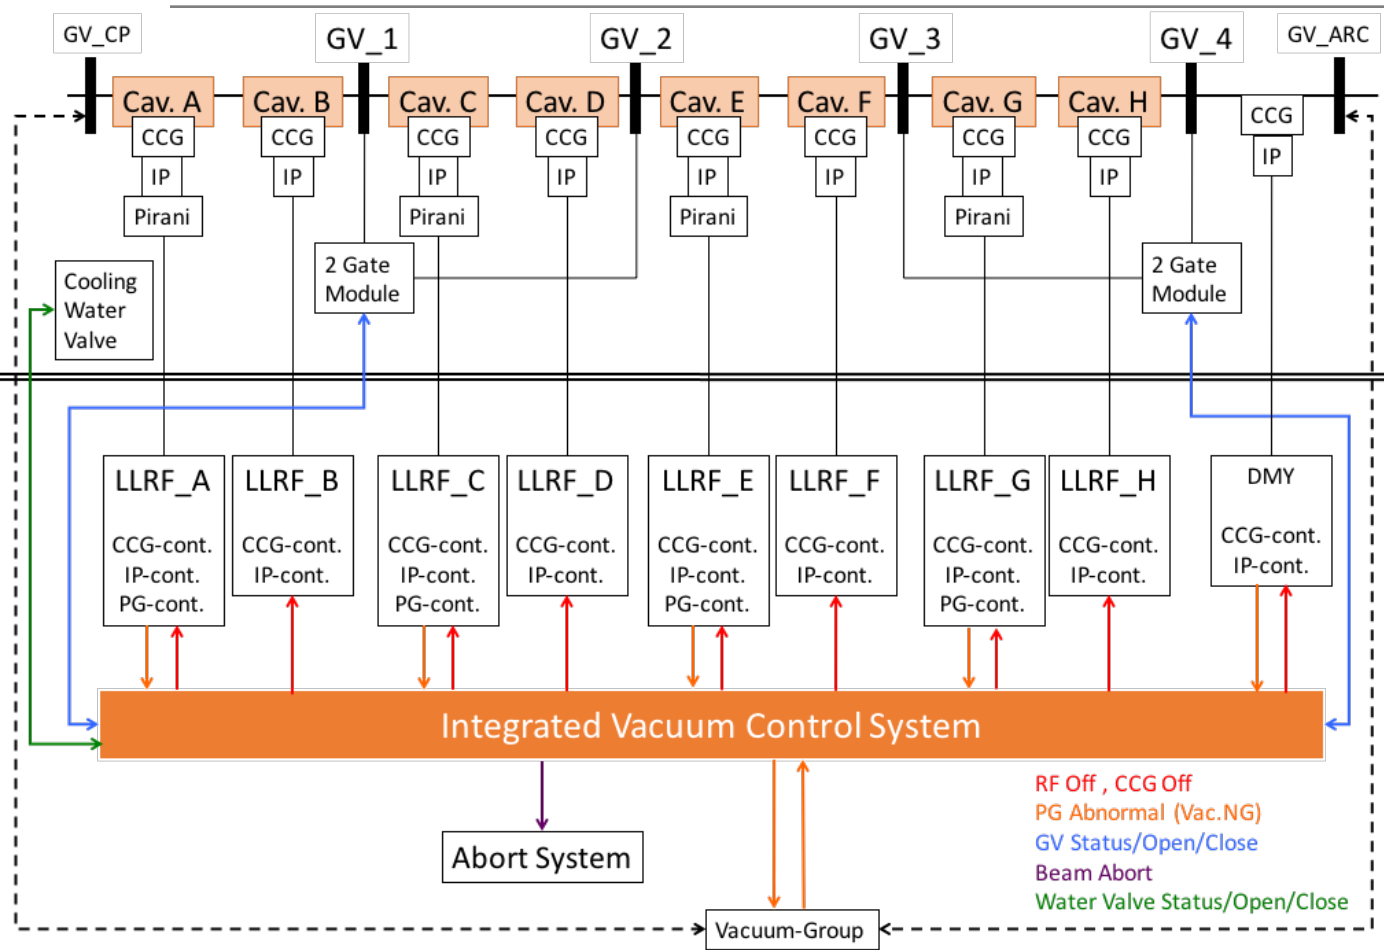 GV_CP
GV_1
GV_2
GV_3
GV_4
GV_ARC
Cav. A
Cav. B
Cav. C
Cav. D
Cav. E
Cav. F
Cav. G
Cav. H
CCG
CCG
CCG
CCG
CCG
CCG
CCG
CCG
CCG
IP
IP
IP
IP
IP
IP
IP
IP
IP
Pirani
Pirani
Pirani
Pirani
Cooling
Water
Valve
2 Gate
Module
2 Gate
Module
LLRF_A
CCG-cont.
IP-cont.
PG-cont.
LLRF_B
CCG-cont.
IP-cont.
LLRF_C
CCG-cont.
IP-cont.
PG-cont.
LLRF_D
CCG-cont.
IP-cont.
LLRF_E
CCG-cont.
IP-cont.
PG-cont.
LLRF_F
CCG-cont.
IP-cont.
LLRF_G
CCG-cont.
IP-cont.
PG-cont.
LLRF_H
CCG-cont.
IP-cont.
DMY
CCG-cont.
IP-cont.
Integrated Vacuum Control System
Abort System
Vacuum-Group
RF Off , CCG Off
PG Abnormal (Vac.NG)
GV Status/Open/Close
Beam Abort
Water Valve Status/Open/Close